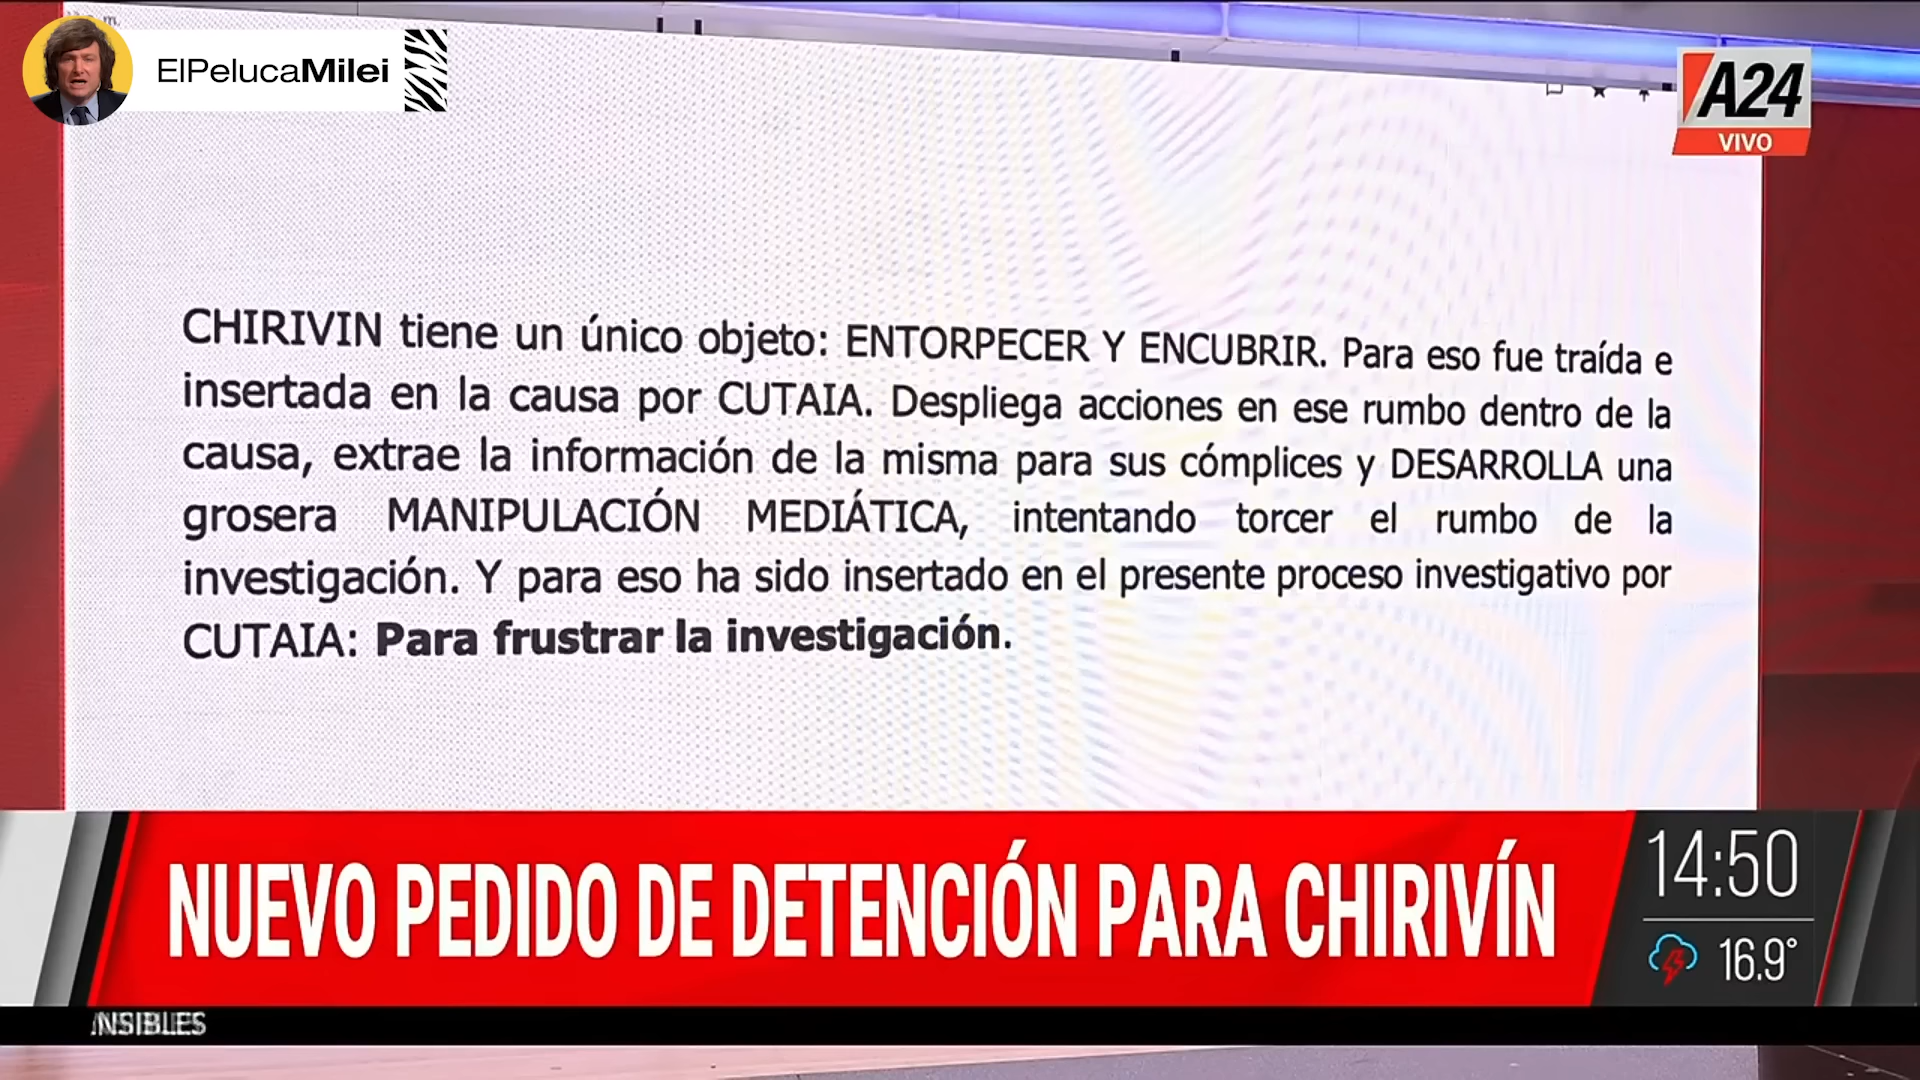 ElPelucaMilei
A24
VIVO
CHIRIVIN tiene un único objeto: ENTORPECER Y ENCUBRIR. Para eso fue traída e
insertada en la causa por CUTAIA. Despliega acciones en ese rumbo dentro de la
causa, extrae la información de la misma para sus cómplices y DESARROLLA una
grosera MANIPULACIÓN MEDIÁTICA, intentando torcer el rumbo de la
investigación. Y para eso ha sido insertado en el presente proceso investigativo por
CUTAIA: Para frustrar la investigación.
NUEVO PEDIDO DE DETENCIÓN PARA CHIRIVÍN
14:50
16.9°